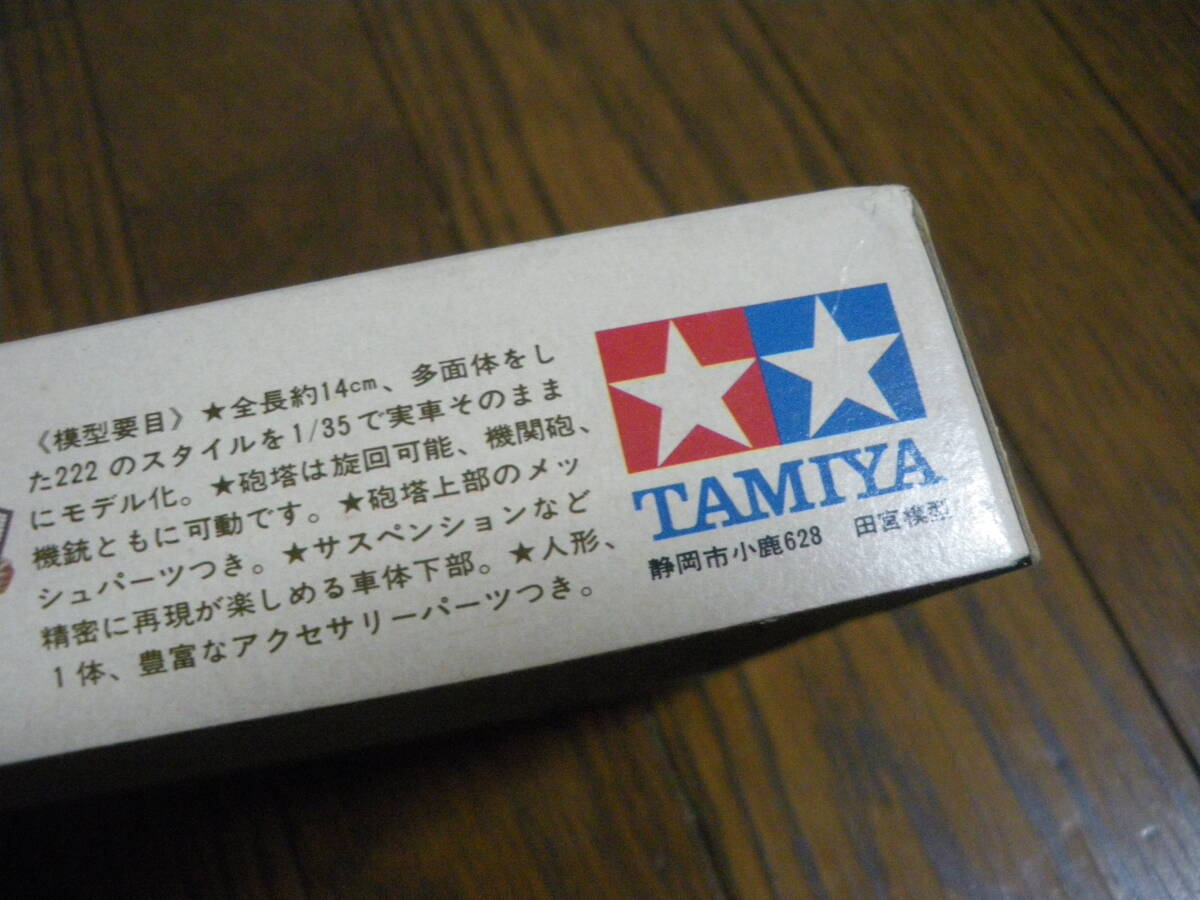 《模型要目》★全長約14cm、多面体をし
た222のスタイルを1/35で実車そのまま
にモデル化。★砲塔は旋回可能、機関砲、
機銃ともに可動です。★砲塔上部のメッ
シュパーツつき。★サスペンションなど
精密に再現が楽しめる車体下部。★人形、
1体、豊富なアクセサリーパーツつき。
TAMIYA
静岡市小鹿628 田宮模型